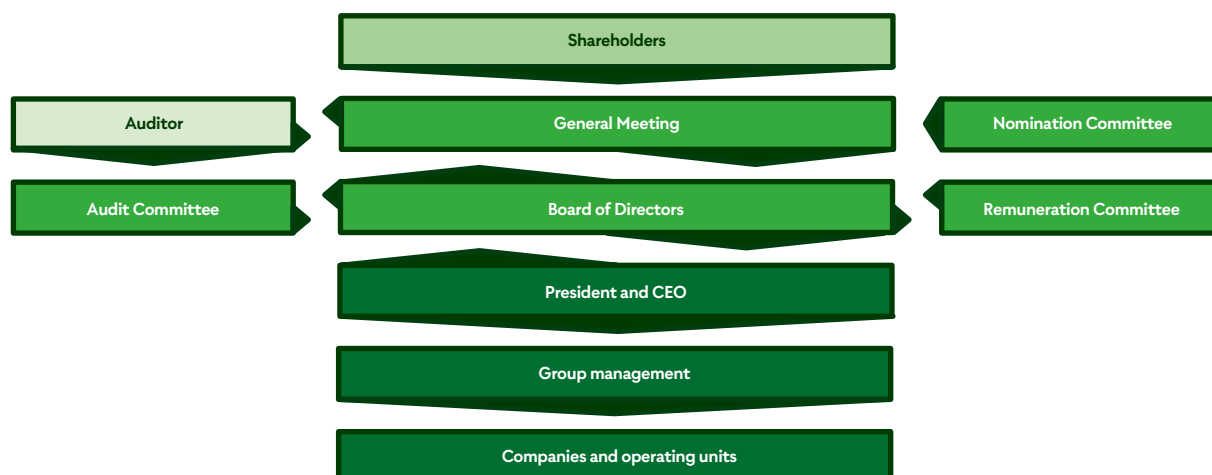 Shareholders
Auditor
General Meeting
Nomination Committee
Audit Committee
Board of Directors
Remuneration Committee
President and CEO
Group management
Companies and operating units